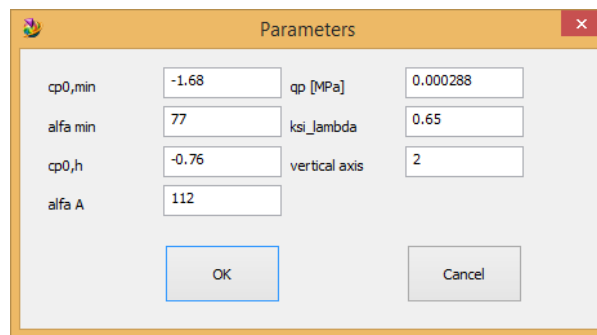 Parameters
cp0,min -1.68 qp [MPa] 0.000288
alfa min 77 ksi_lambda 0.65
cp0,h -0.76 vertical axis 2
alfa A 112
OK Cancel